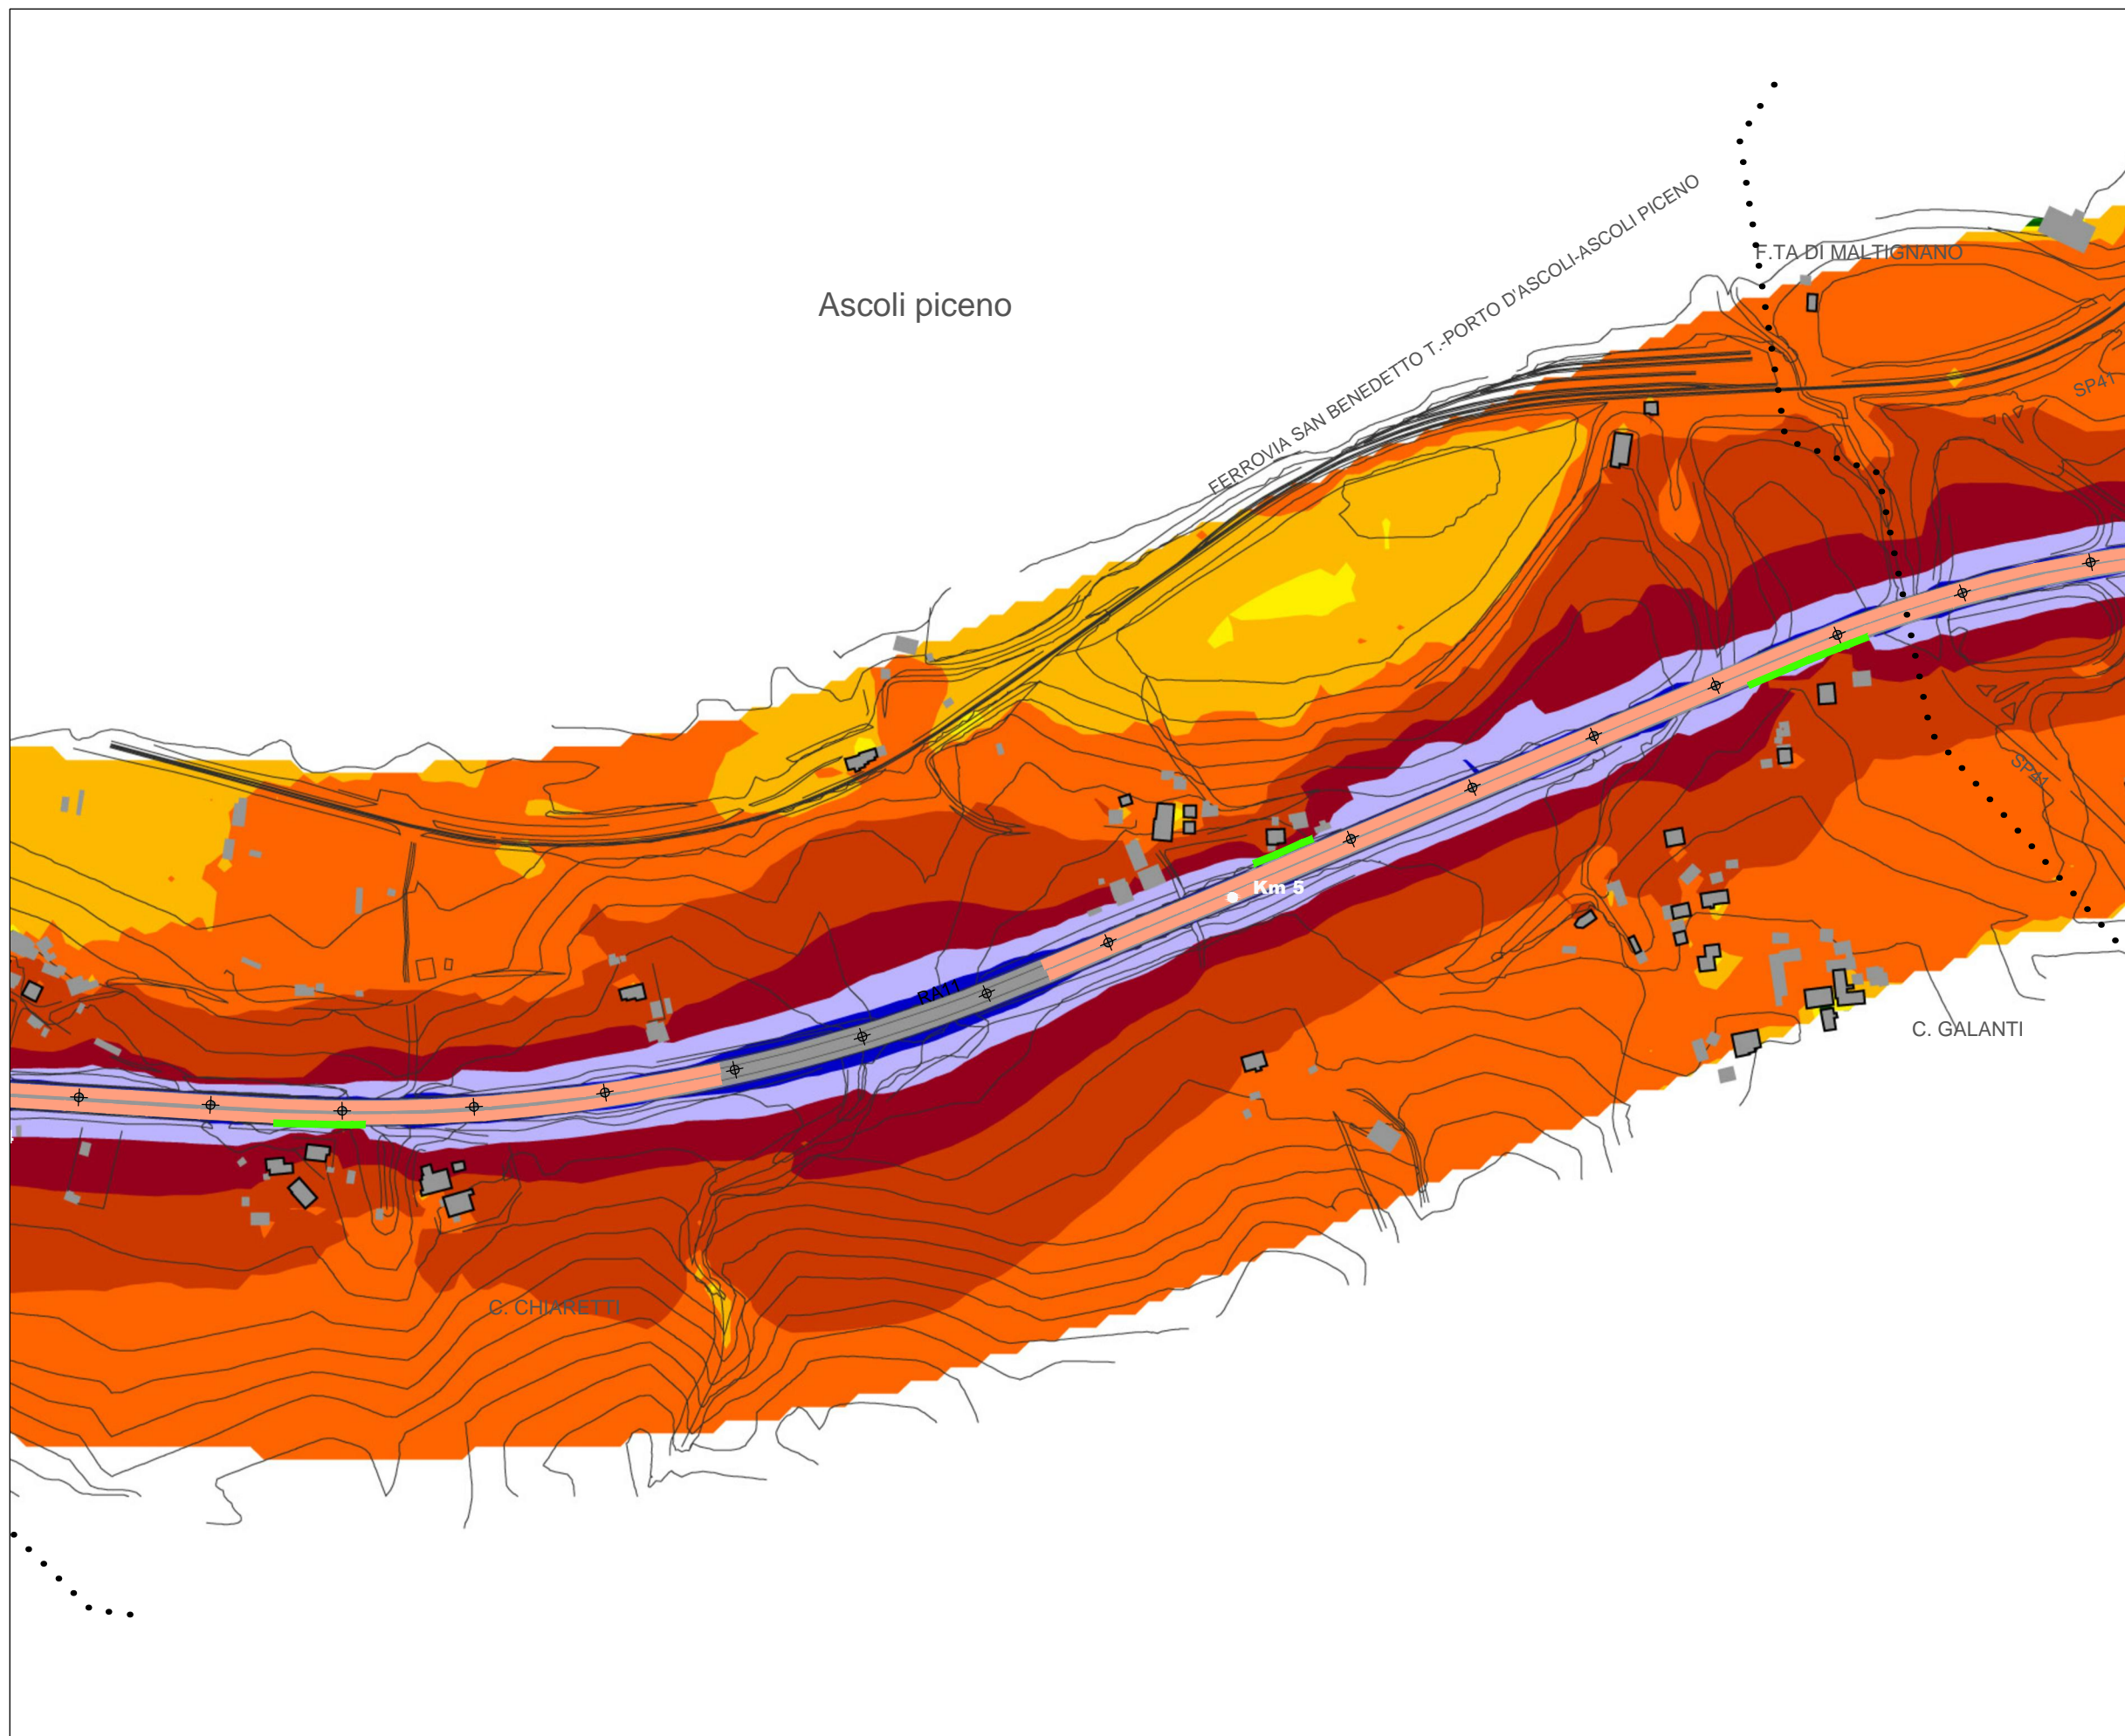 FERROVIA SAN BENEDETTO T.-PORTO D'ASCOLI-ASCOLI PICENO
F.TA DI MALTIGNANO
Ascoli piceno
SP41
SP41
Km 5
RA11
C. GALANTI
C. CHIARETTI